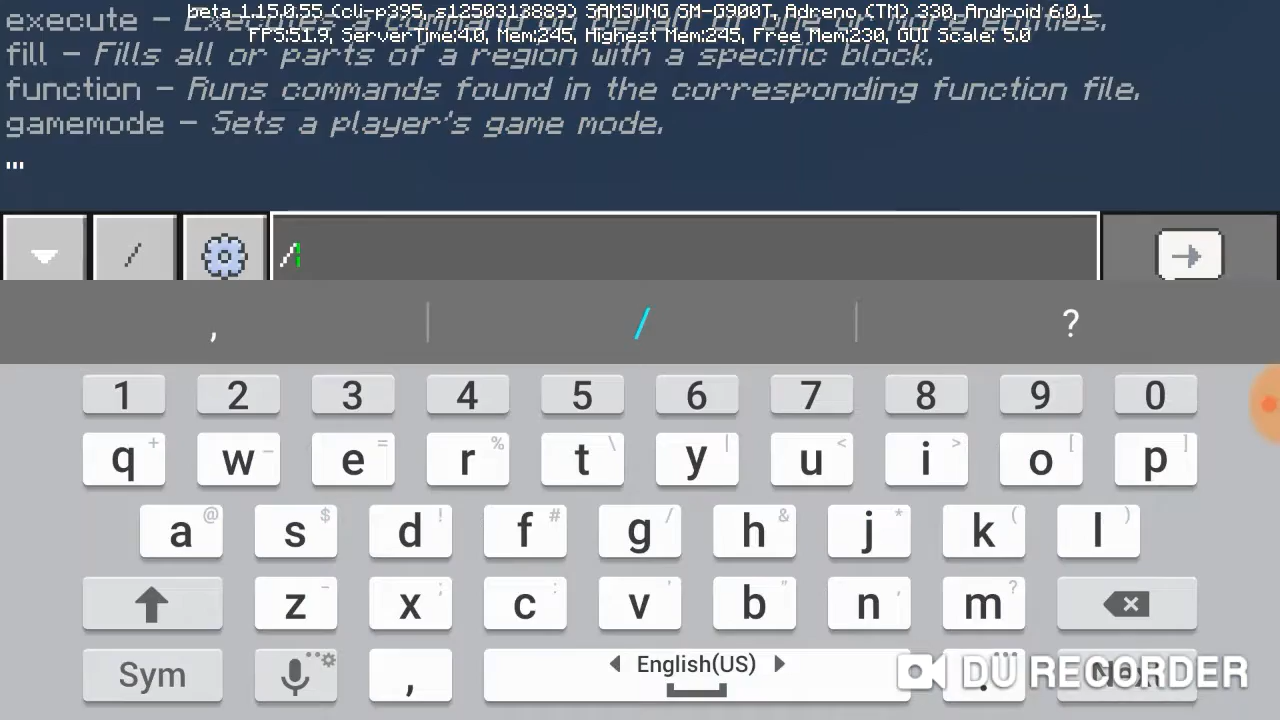 beta 1.15.0.55 (cli-p395, s1250313889) SAMSUNG SM-G900T, Adreno (TM) 330, Android 6.0.1
execute – Executes a command on behalf of one or more entities.
FPS:51.9, ServerTime:4.0, Mem:245, Highest Mem:245, Free Mem:230, GUI Scale: 5.0
fill – Fills all or parts of a region with a specific block.
function – Runs commands found in the corresponding function file.
gamemode – Sets a player's game mode.
...
/
/
, / ?
1 2 3 4 5 6 7 8 9 0
q + w – e = r % t \ y | u < i > o [ p ]
a @ s $ d ! f # g / h & j * k ( l )
z - x ; c : v ' b " n , m ?
Sym , English(US) . Next
DU RECORDER